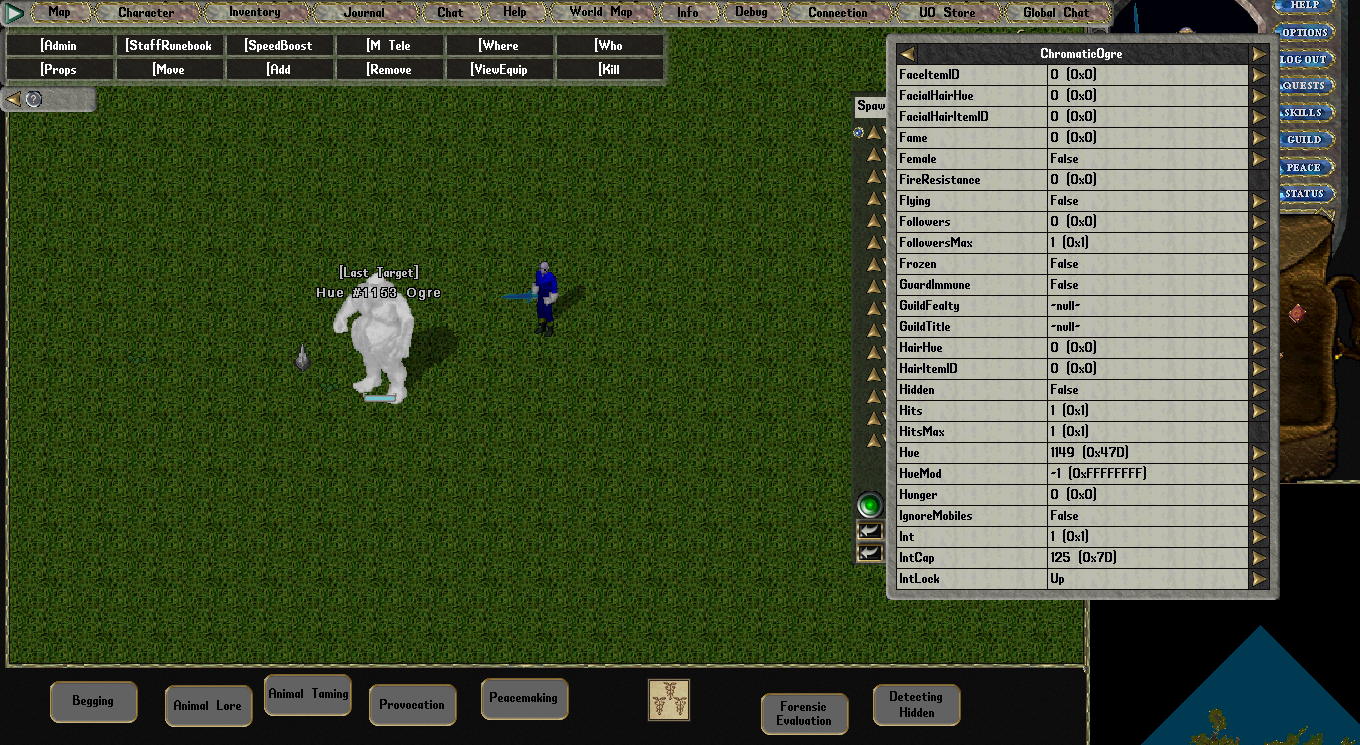 Map Character Inventory Journal Chat Help World Map Info Debug Connection UO Store Global Chat
[Admin [StaffRunebook [SpeedBoost [M Tele [Where [Who
[Props [Move [Add [Remove [ViewEquip [Kill
?
HELP
OPTIONS
LOG OUT
QUESTS
SKILLS
GUILD
PEACE
STATUS
Spaw
ChromaticOgre
FaceItemID 0 (0x0)
FacialHairHue 0 (0x0)
FacialHairItemID 0 (0x0)
Fame 0 (0x0)
Female False
FireResistance 0 (0x0)
Flying False
Followers 0 (0x0)
FollowersMax 1 (0x1)
Frozen False
GuardImmune False
GuildFealty -null-
GuildTitle -null-
HairHue 0 (0x0)
HairItemID 0 (0x0)
Hidden False
Hits 1 (0x1)
HitsMax 1 (0x1)
Hue 1149 (0x47D)
HueMod -1 (0xFFFFFFFF)
Hunger 0 (0x0)
IgnoreMobiles False
Int 1 (0x1)
IntCap 125 (0x7D)
IntLock Up
[Last Target]
Hue #1153 Ogre
Begging
Animal Lore
Animal Taming
Provocation
Peacemaking
Forensic
Evaluation
Detecting
Hidden